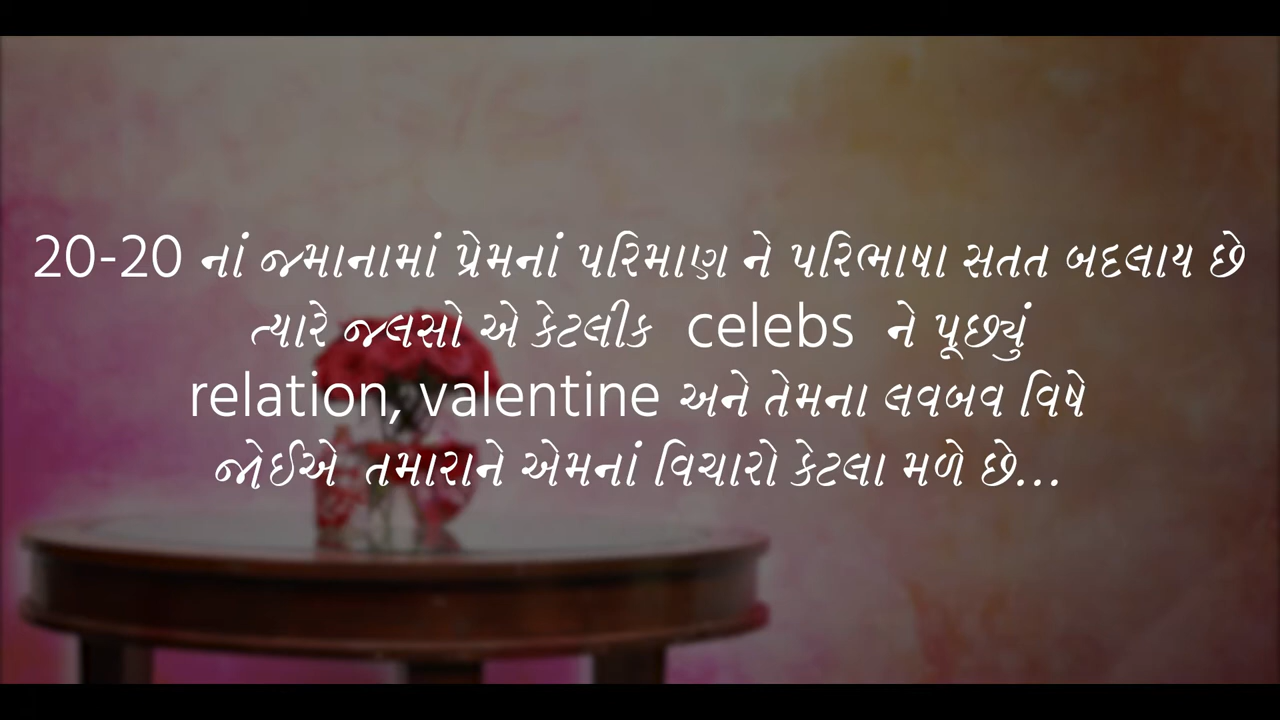 20-20 નાં જમાનામાં પ્રેમનાં પરિમાણ ને પરિભાષા સતત બદલાય છે
ત્યારે જલસો એ કેટલીક celebs ને પૂછ્યું
relation, valentine અને તેમના લવબવ વિષે
જોઈએ તમારાને એમનાં વિચારો કેટલા મળે છે...